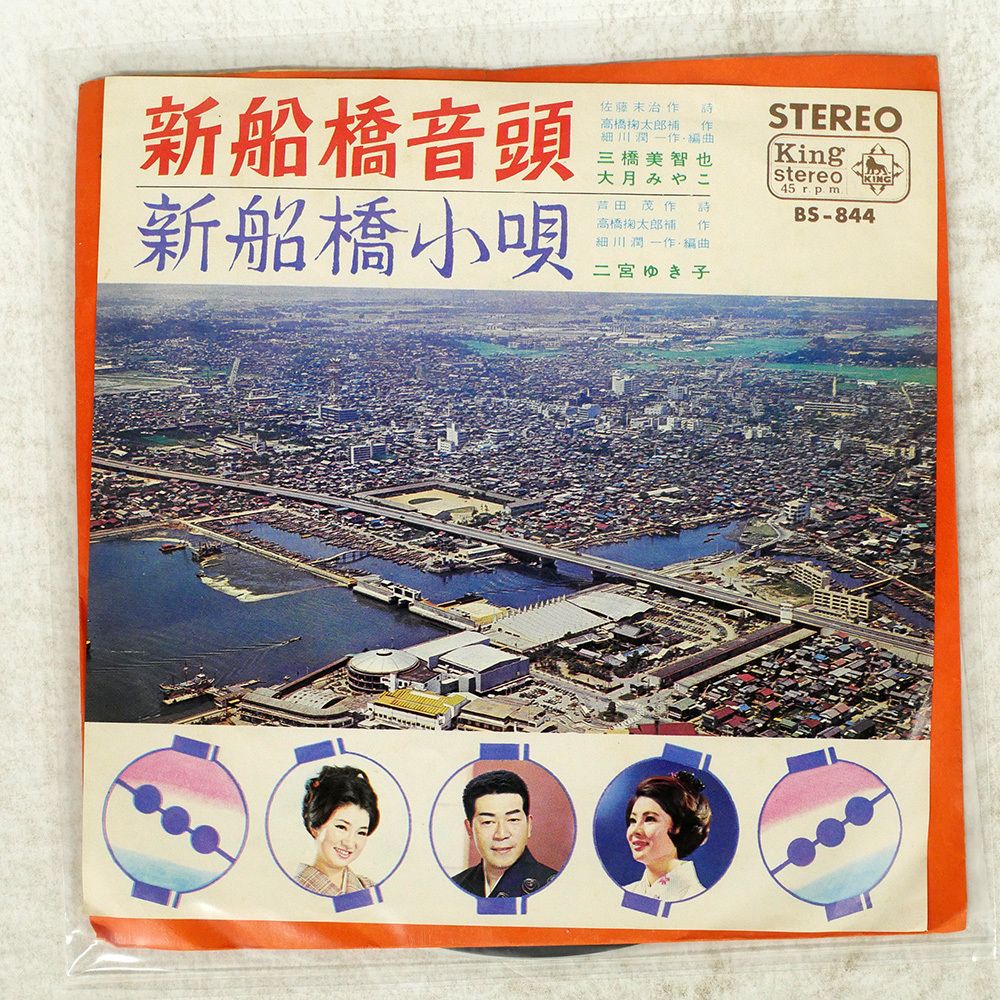 新船橋音頭
佐藤末治作 詩
高橋掬太郎補 作
細川潤一作・編曲
三橋美智也
大月みやこ
新船橋小唄
芦田 茂作 詩
高橋掬太郎補 作
細川潤一作・編曲
二宮ゆき子
STEREO
King
stereo
45 r.p.m.
KING
BS-844